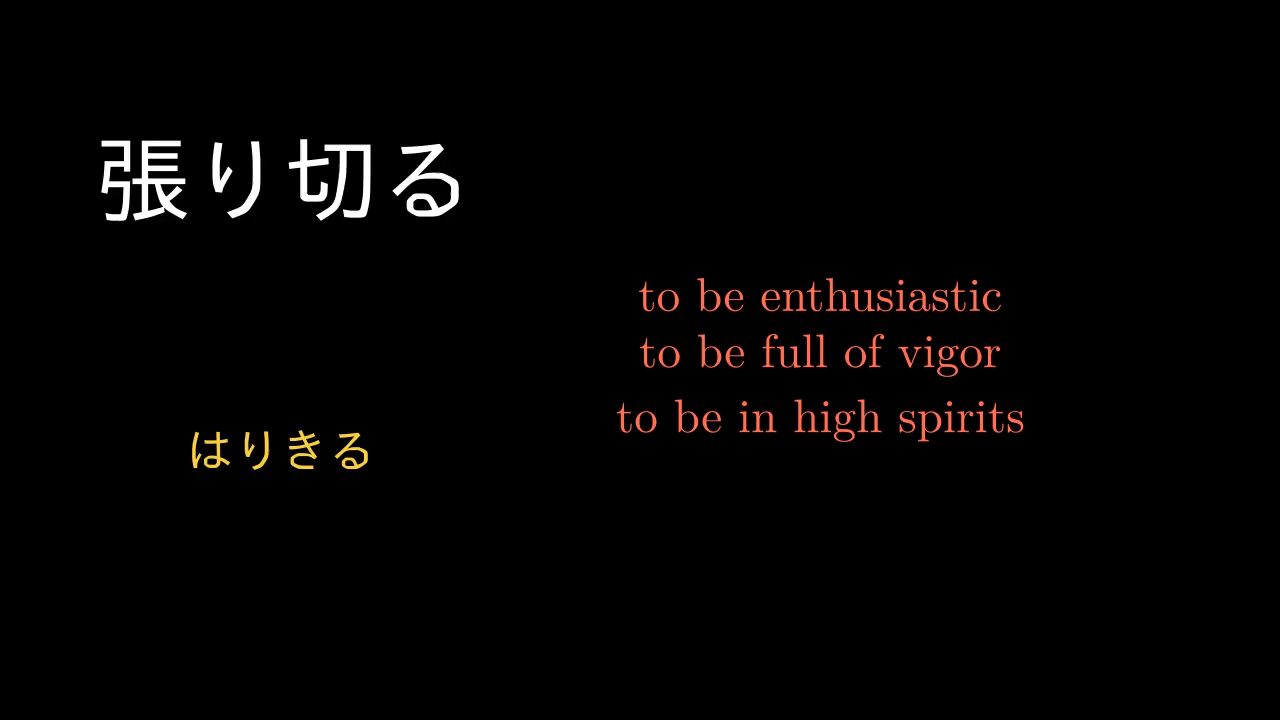 張り切る
はりきる
to be enthusiastic
to be full of vigor
to be in high spirits